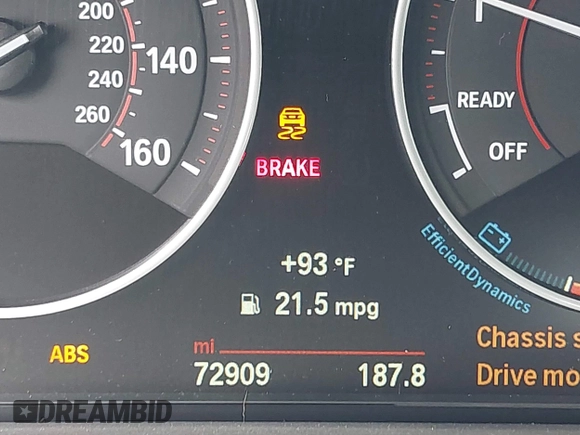 200
220
240
260
140
160
BRAKE
READY
OFF
EfficientDynamics
+93 °F
21.5 mpg
ABS
mi
72909
187.8
Chassis s
Drive mo
DREAMBID